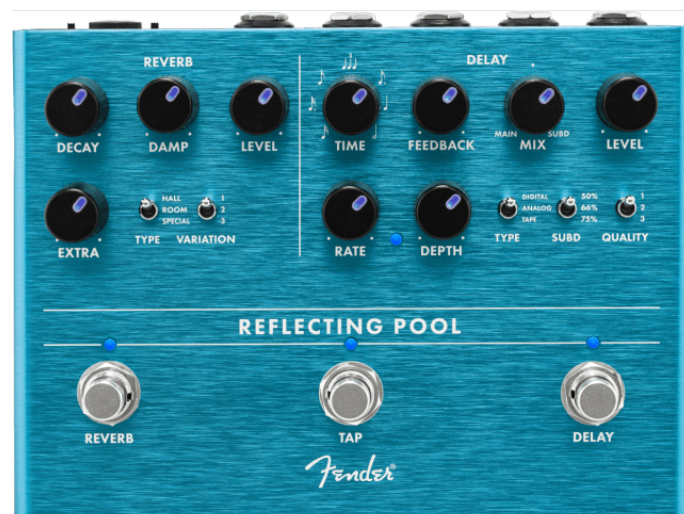 REVERB
DELAY
DECAY
DAMP
LEVEL
TIME
FEEDBACK
MAIN
SUBD
MIX
LEVEL
EXTRA
HALL
ROOM
SPECIAL
TYPE
1
2
3
VARIATION
RATE
DEPTH
DIGITAL
ANALOG
TAPE
TYPE
50%
66%
75%
SUBD
1
2
3
QUALITY
REFLECTING POOL
REVERB
TAP
DELAY
Fender®